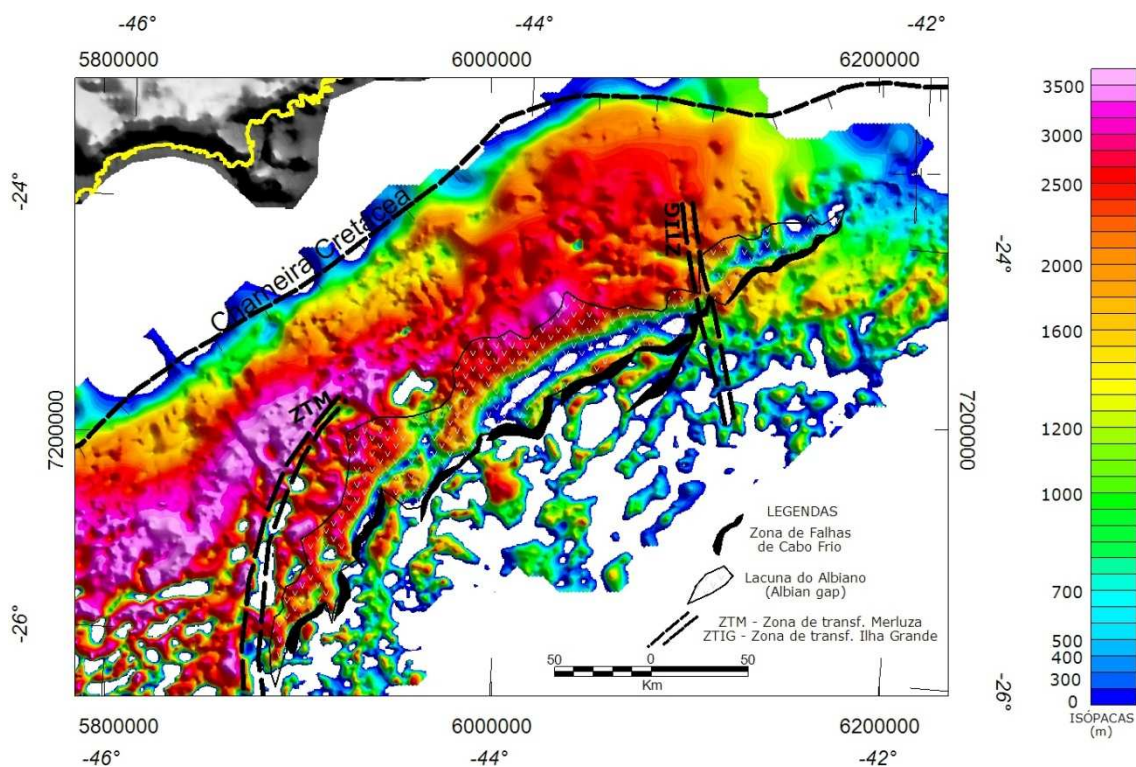 -46°
-44°
-42°
5800000
6000000
6200000
-24°
-24°
7200000
7200000
-26°
-26°
Charneira Cretacea
ZTIG
ZTM
LEGENDAS
Zona de Falhas
de Cabo Frio
Lacuna do Albiano
(Albian gap)
ZTM - Zona de transf. Merluza
ZTIG - Zona de transf. Ilha Grande
50 0 50
Km
5800000
6000000
6200000
-46°
-44°
-42°
3500
3000
2500
2000
1600
1200
1000
700
500
400
300
0
ISÓPACAS
(m)